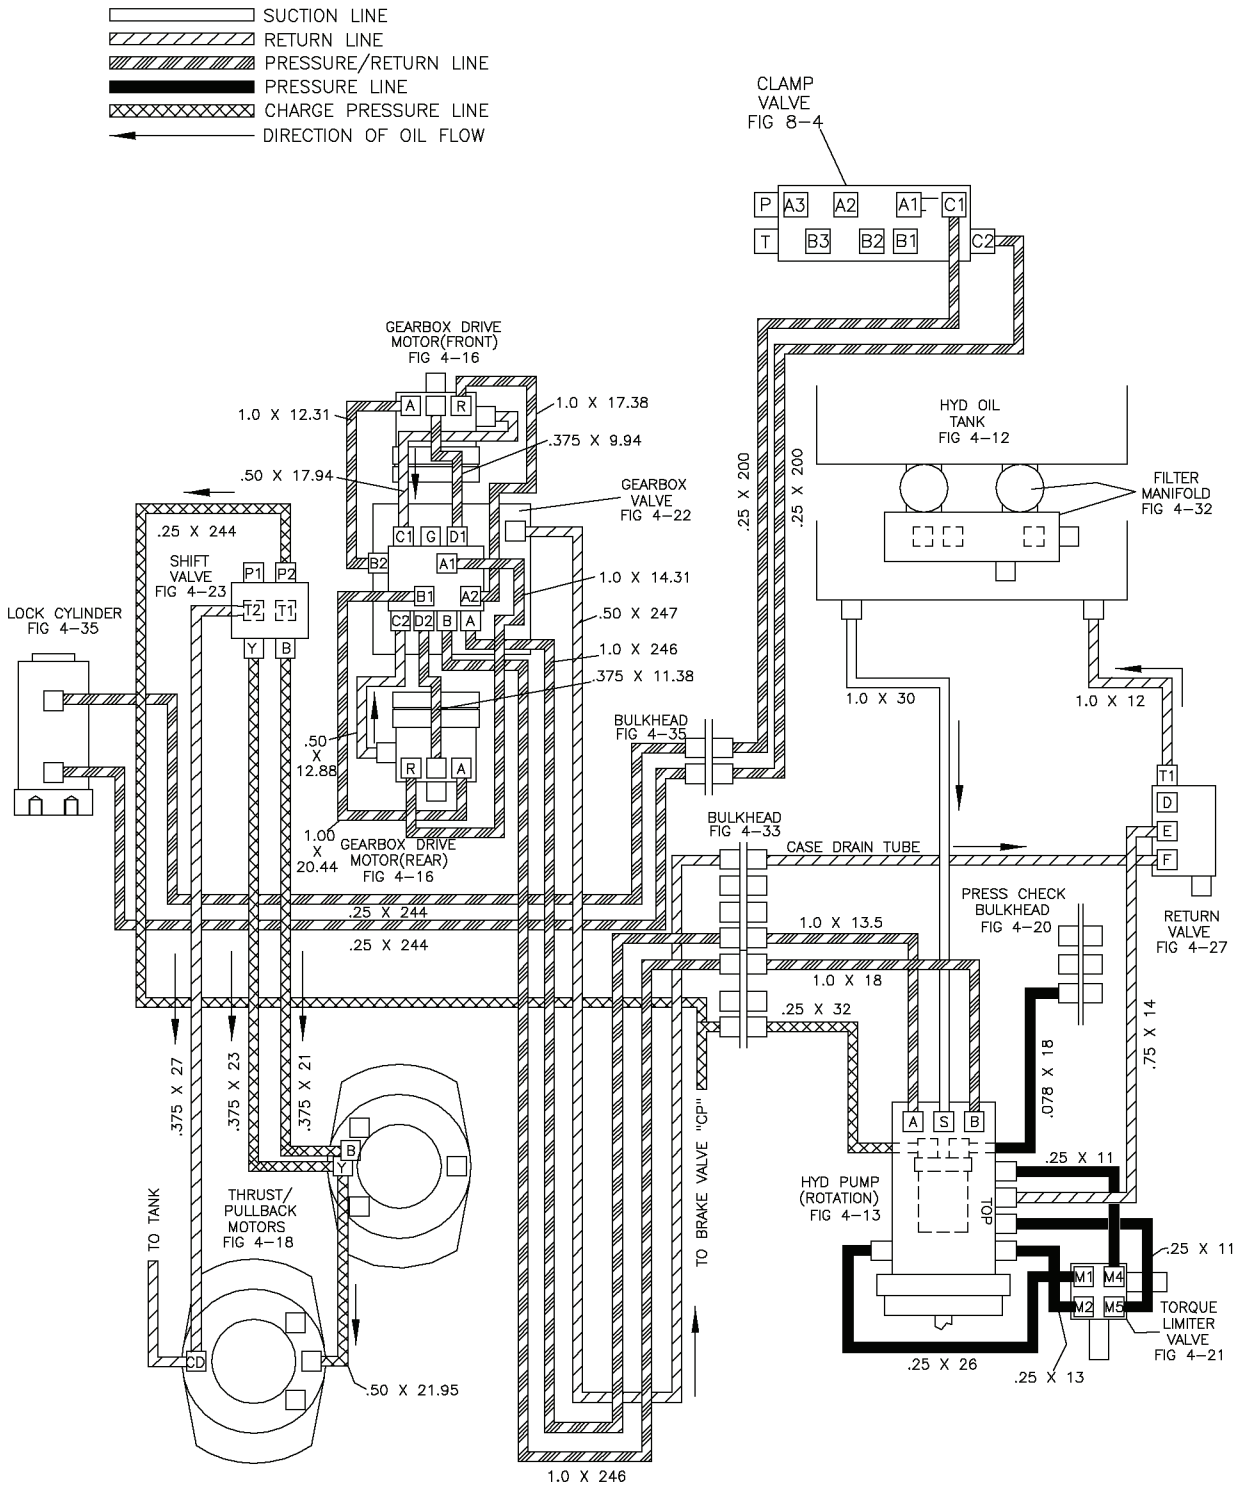 SUCTION LINE
RETURN LINE
PRESSURE/RETURN LINE
PRESSURE LINE
CHARGE PRESSURE LINE
DIRECTION OF OIL FLOW
CLAMP
VALVE
FIG 8-4
P
A3
A2
A1
C1
T
B3
B2
B1
C2
GEARBOX DRIVE
MOTOR(FRONT)
FIG 4-16
A
R
1.0 X 12.31
1.0 X 17.38
.375 X 9.94
.50 X 17.94
GEARBOX
VALVE
FIG 4-22
.25 X 200
.25 X 200
HYD OIL
TANK
FIG 4-12
FILTER
MANIFOLD
FIG 4-32
.25 X 244
SHIFT
VALVE
FIG 4-23
P1
P2
T2
T1
Y
B
C1
G
D1
B2
A1
B1
A2
C2
D2
B
A
1.0 X 14.31
.50 X 247
1.0 X 246
.375 X 11.38
LOCK CYLINDER
FIG 4-35
1.0 X 30
1.0 X 12
BULKHEAD
FIG 4-35
.50
X
12.88
R
A
1.00
X
20.44
GEARBOX DRIVE
MOTOR(REAR)
FIG 4-16
T1
D
E
F
BULKHEAD
FIG 4-33
CASE DRAIN TUBE
PRESS CHECK
BULKHEAD
FIG 4-20
RETURN
VALVE
FIG 4-27
.25 X 244
.25 X 244
1.0 X 13.5
1.0 X 18
.25 X 32
.375 X 27
.375 X 23
.375 X 21
.078 X 18
.75 X 14
A
S
B
B
Y
THRUST/
PULLBACK
MOTORS
FIG 4-18
TO TANK
CD
.50 X 21.95
TO BRAKE VALVE "CP"
HYD PUMP
(ROTATION)
FIG 4-13
TOP
.25 X 11
.25 X 11
M1
M4
M2
M5
TORQUE
LIMITER
VALVE
FIG 4-21
.25 X 26
.25 X 13
1.0 X 246